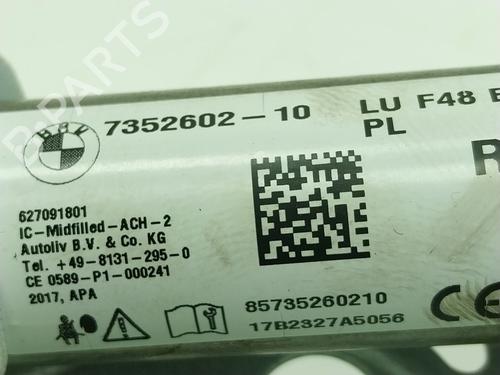 BMW
7352602-10
LU F48
PL
R
627091801
IC-Midfilled-ACH-2
Autoliv B.V. & Co. KG
Tel. +49-8131-295-0
CE 0589-P1-000241
2017, APA
85735260210
17B2327A5056
CE